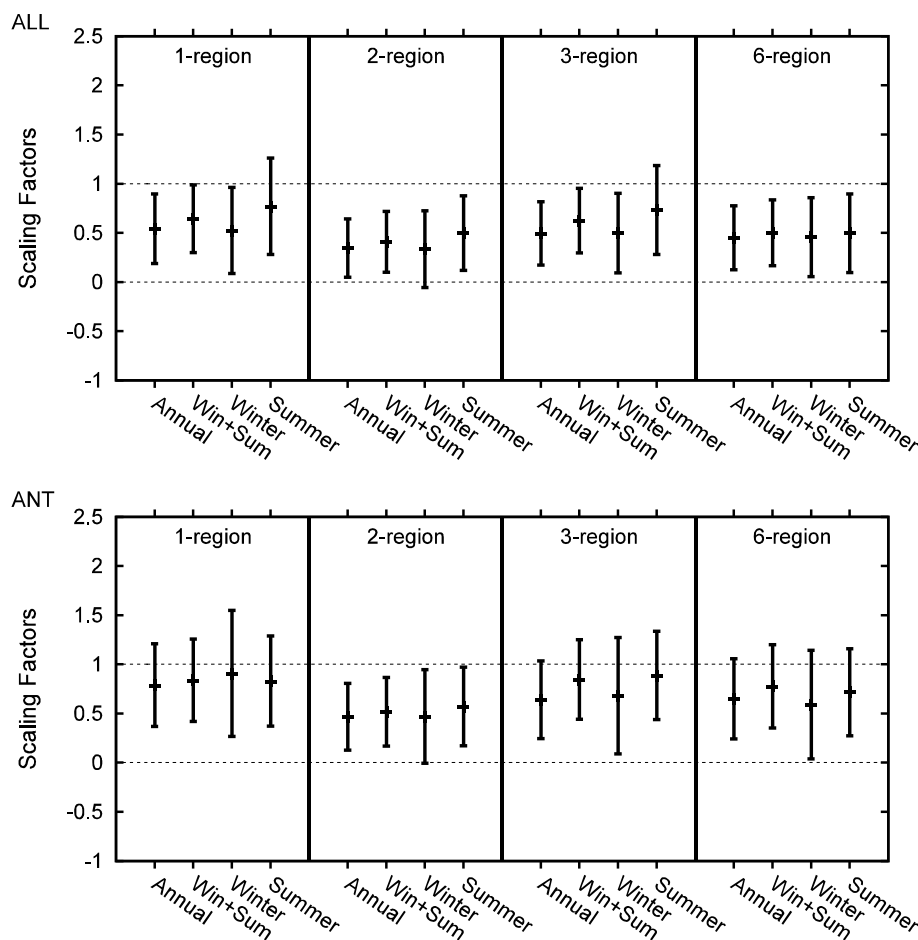 ALL
2.5
1-region 2-region 3-region 6-region
2
1.5
1
0.5
0
-0.5
-1
Scaling Factors
Annual Win+Sum Winter Summer Annual Win+Sum Winter Summer Annual Win+Sum Winter Summer Annual Win+Sum Winter Summer
ANT
2.5
1-region 2-region 3-region 6-region
2
1.5
1
0.5
0
-0.5
-1
Scaling Factors
Annual Win+Sum Winter Summer Annual Win+Sum Winter Summer Annual Win+Sum Winter Summer Annual Win+Sum Winter Summer